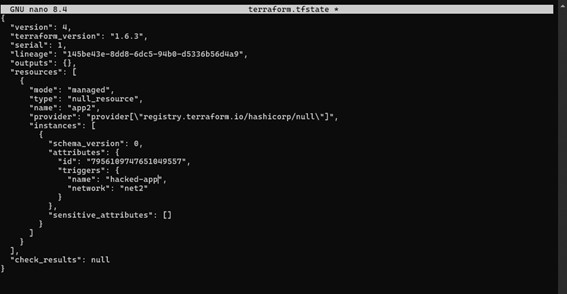 GNU nano 8.4 terraform.tfstate *
{
  "version": 4,
  "terraform_version": "1.6.3",
  "serial": 1,
  "lineage": "145be43e-8dd8-6dc5-94b0-d5336b56d4a9",
  "outputs": {},
  "resources": [
    {
      "mode": "managed",
      "type": "null_resource",
      "name": "app2",
      "provider": "provider[\"registry.terraform.io/hashicorp/null\"]",
      "instances": [
        {
          "schema_version": 0,
          "attributes": {
            "id": "7956109747651049557",
            "triggers": {
              "name": "hacked-app",
              "network": "net2"
            }
          },
          "sensitive_attributes": []
        }
      ]
    }
  ],
  "check_results": null
}